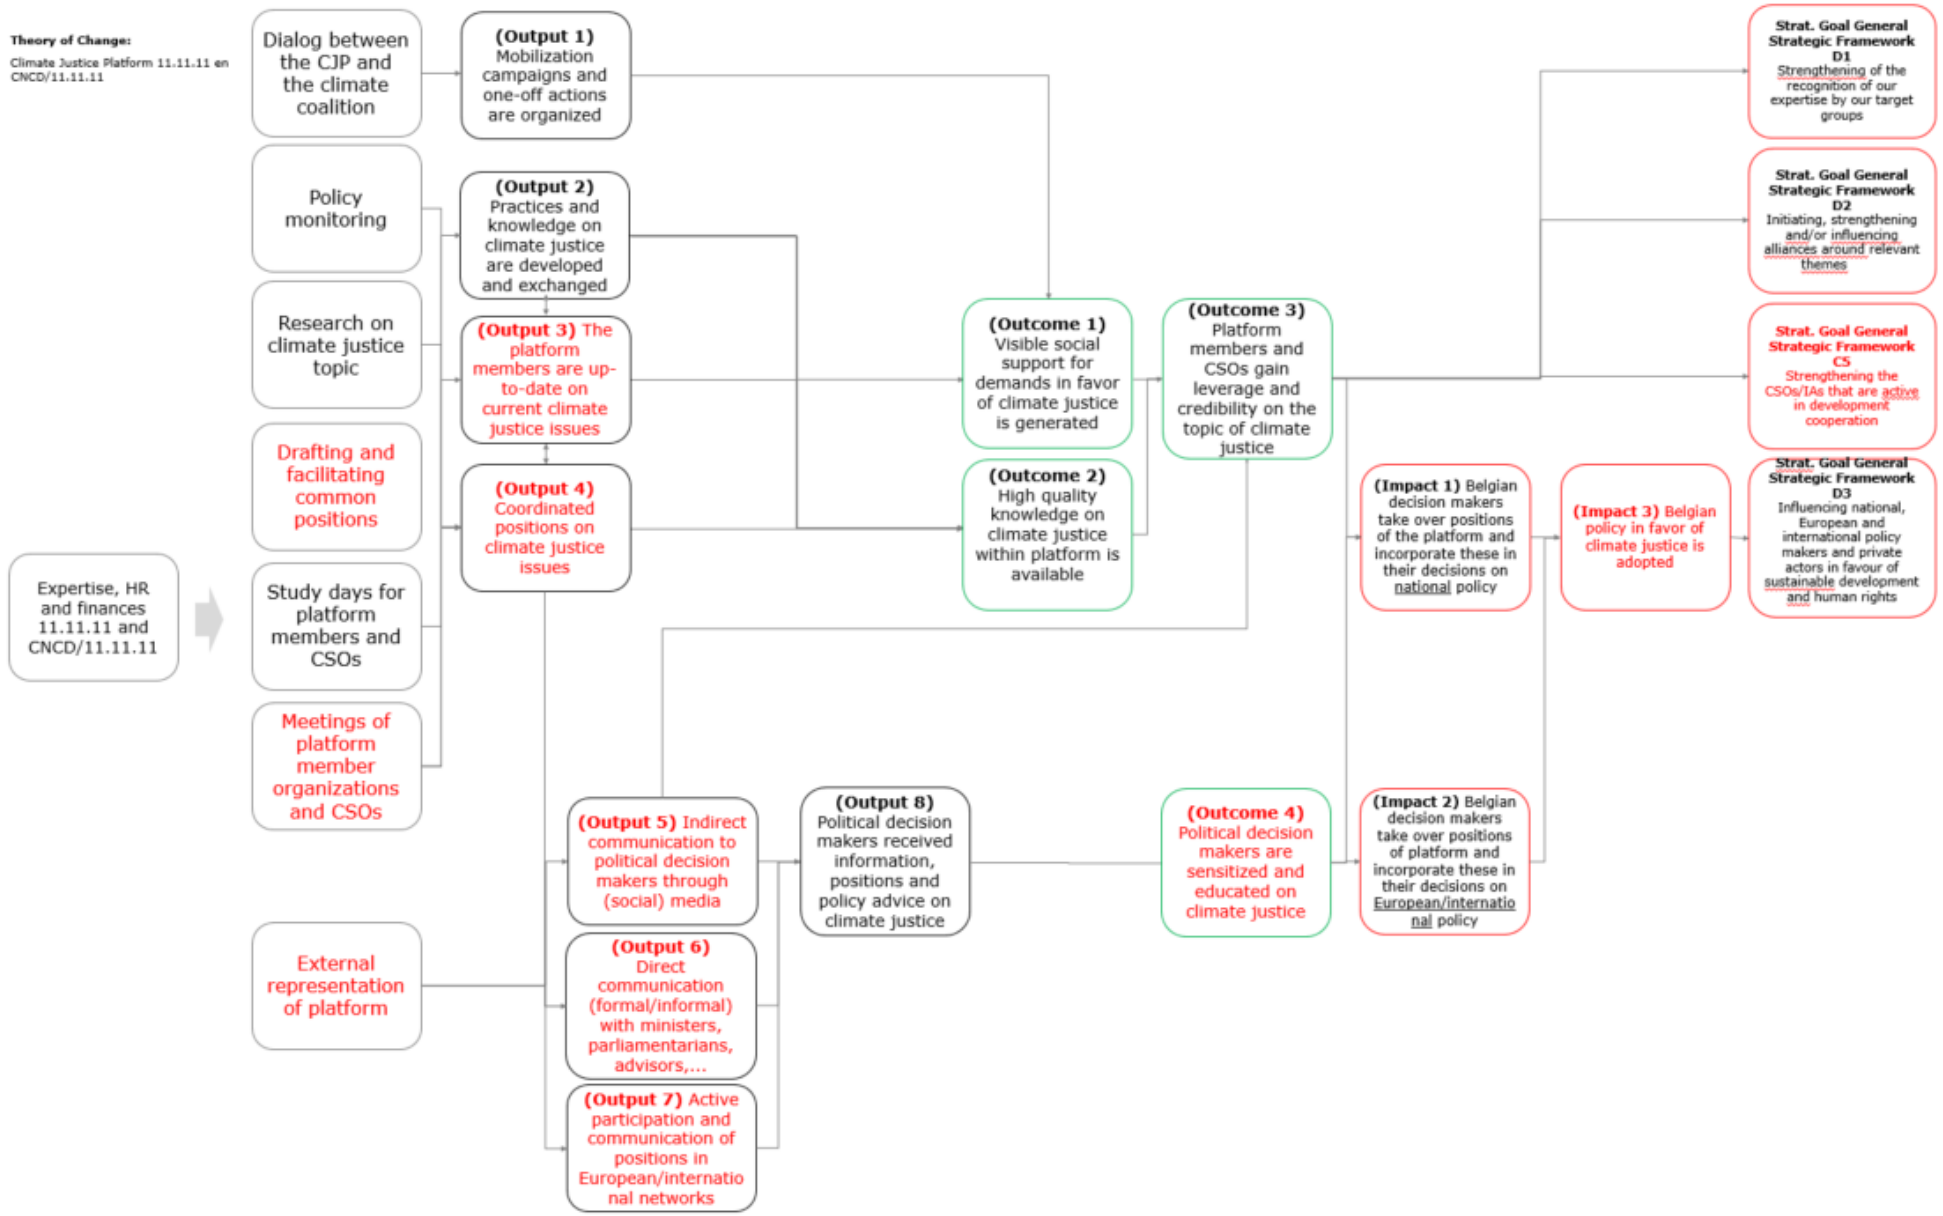 Theory of Change:
Climate Justice Platform 11.11.11 en
CNCD/11.11.11
Expertise, HR
and finances
11.11.11 and
CNCD/11.11.11
Dialog between
the CJP and
the climate
coalition
Policy
monitoring
Research on
climate justice
topic
Drafting and
facilitating
common
positions
Study days for
platform
members and
CSOs
Meetings of
platform
member
organizations
and CSOs
External
representation
of platform
(Output 1)
Mobilization
campaigns and
one-off actions
are organized
(Output 2)
Practices and
knowledge on
climate justice
are developed
and exchanged
(Output 3) The
platform
members are up-
to-date on
current climate
justice issues
(Output 4)
Coordinated
positions on
climate justice
issues
(Output 5) Indirect
communication to
political decision
makers through
(social) media
(Output 6)
Direct
communication
(formal/informal)
with ministers,
parliamentarians,
advisors,...
(Output 7) Active
participation and
communication of
positions in
European/internatio
nal networks
(Output 8)
Political decision
makers received
information,
positions and
policy advice on
climate justice
(Outcome 1)
Visible social
support for
demands in favor
of climate justice
is generated
(Outcome 2)
High quality
knowledge on
climate justice
within platform is
available
(Outcome 3)
Platform
members and
CSOs gain
leverage and
credibility on the
topic of climate
justice
(Outcome 4)
Political decision
makers are
sensitized and
educated on
climate justice
(Impact 1) Belgian
decision makers
take over positions
of the platform and
incorporate these in
their decisions on
national policy
(Impact 2) Belgian
decision makers
take over positions
of platform and
incorporate these in
their decisions on
European/internatio
nal policy
(Impact 3) Belgian
policy in favor of
climate justice is
adopted
Strat. Goal General
Strategic Framework
D1
Strengthening of the
recognition of our
expertise by our target
groups
Strat. Goal General
Strategic Framework
D2
Initiating, strengthening
and/or influencing
alliances around relevant
themes
Strat. Goal General
Strategic Framework
C5
Strengthening the
CSOs/IAs that are active
in development
cooperation
Strat. Goal General
Strategic Framework
D3
Influencing national,
European and
international policy
makers and private
actors in favour of
sustainable development
and human rights